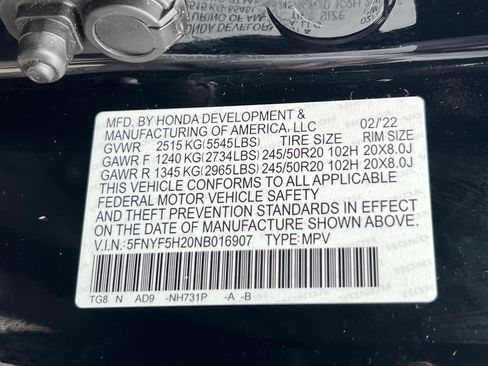 MFD. BY HONDA DEVELOPMENT &
MANUFACTURING OF AMERICA, LLC 02/'22
GVWR 2515 KG (5545LBS) TIRE SIZE RIM SIZE
GAWR F 1240 KG (2734LBS) 245/50R20 102H 20X8.0J
GAWR R 1345 KG (2965LBS) 245/50R20 102H 20X8.0J
THIS VEHICLE CONFORMS TO ALL APPLICABLE
FEDERAL MOTOR VEHICLE SAFETY
AND THEFT PREVENTION STANDARDS IN EFFECT
ON THE DATE OF MANUFACTURE SHOWN ABOVE.
V.I.N.: 5FNYF5H20NB016907 TYPE: MPV
TG8 N AD9 -NH731P -A -B